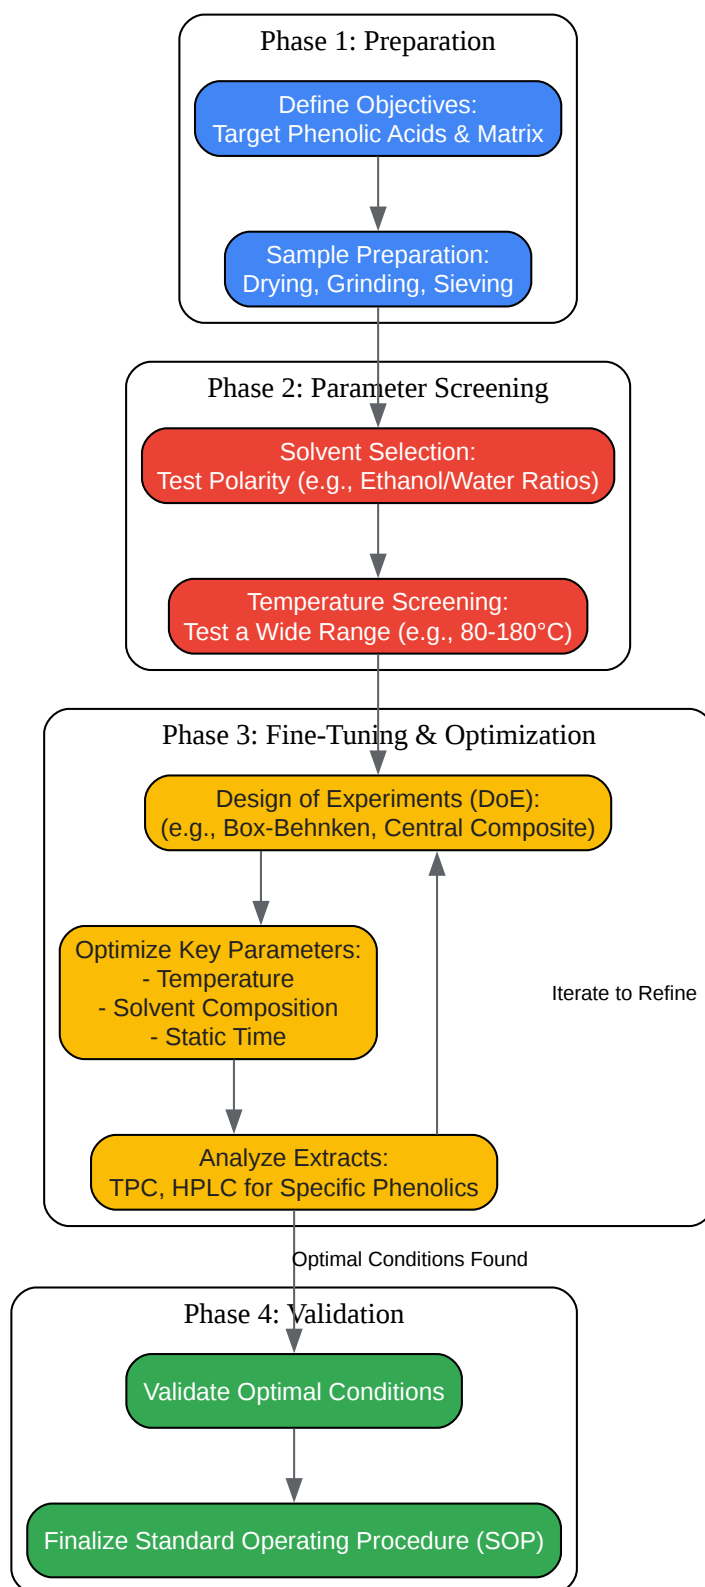 Phase 1: Preparation
Define Objectives:
Target Phenolic Acids & Matrix
Sample Preparation:
Drying, Grinding, Sieving
Phase 2: Parameter Screening
Solvent Selection:
Test Polarity (e.g., Ethanol/Water Ratios)
Temperature Screening:
Test a Wide Range (e.g., 80-180°C)
Phase 3: Fine-Tuning & Optimization
Design of Experiments (DoE):
(e.g., Box-Behnken, Central Composite)
Optimize Key Parameters:
- Temperature
- Solvent Composition
- Static Time
Iterate to Refine
Analyze Extracts:
TPC, HPLC for Specific Phenolics
Optimal Conditions Found
Phase 4: Validation
Validate Optimal Conditions
Finalize Standard Operating Procedure (SOP)